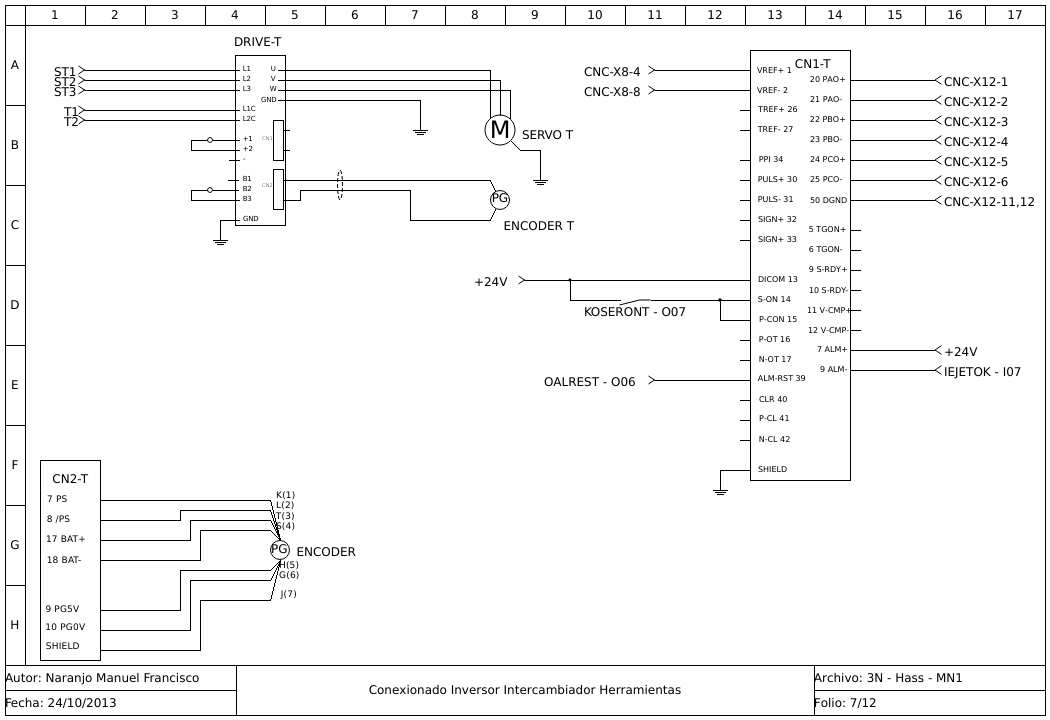 1 2 3 4 5 6 7 8 9 10 11 12 13 14 15 16 17
A
B
C
D
E
F
G
H
DRIVE-T
ST1
ST2
ST3
T1
T2
L1
L2
L3
L1C
L2C
+1
+2
-
B1
B2
B3
GND
U
V
W
GND
CN1
CN2
M
SERVO T
PG
ENCODER T
CNC-X8-4
CNC-X8-8
+24V
KOSERONT - O07
OALREST - O06
CN1-T
VREF+ 1
VREF- 2
TREF+ 26
TREF- 27
PPI 34
PULS+ 30
PULS- 31
SIGN+ 32
SIGN+ 33
DICOM 13
S-ON 14
P-CON 15
P-OT 16
N-OT 17
ALM-RST 39
CLR 40
P-CL 41
N-CL 42
SHIELD
20 PAO+
21 PAO-
22 PBO+
23 PBO-
24 PCO+
25 PCO-
50 DGND
5 TGON+
6 TGON-
9 S-RDY+
10 S-RDY-
11 V-CMP+
12 V-CMP-
7 ALM+
9 ALM-
CNC-X12-1
CNC-X12-2
CNC-X12-3
CNC-X12-4
CNC-X12-5
CNC-X12-6
CNC-X12-11,12
+24V
IEJETOK - I07
CN2-T
7 PS
8 /PS
17 BAT+
18 BAT-
9 PG5V
10 PG0V
SHIELD
K(1)
L(2)
T(3)
S(4)
PG
ENCODER
H(5)
G(6)
J(7)
Autor: Naranjo Manuel Francisco
Fecha: 24/10/2013
Conexionado Inversor Intercambiador Herramientas
Archivo: 3N - Hass - MN1
Folio: 7/12